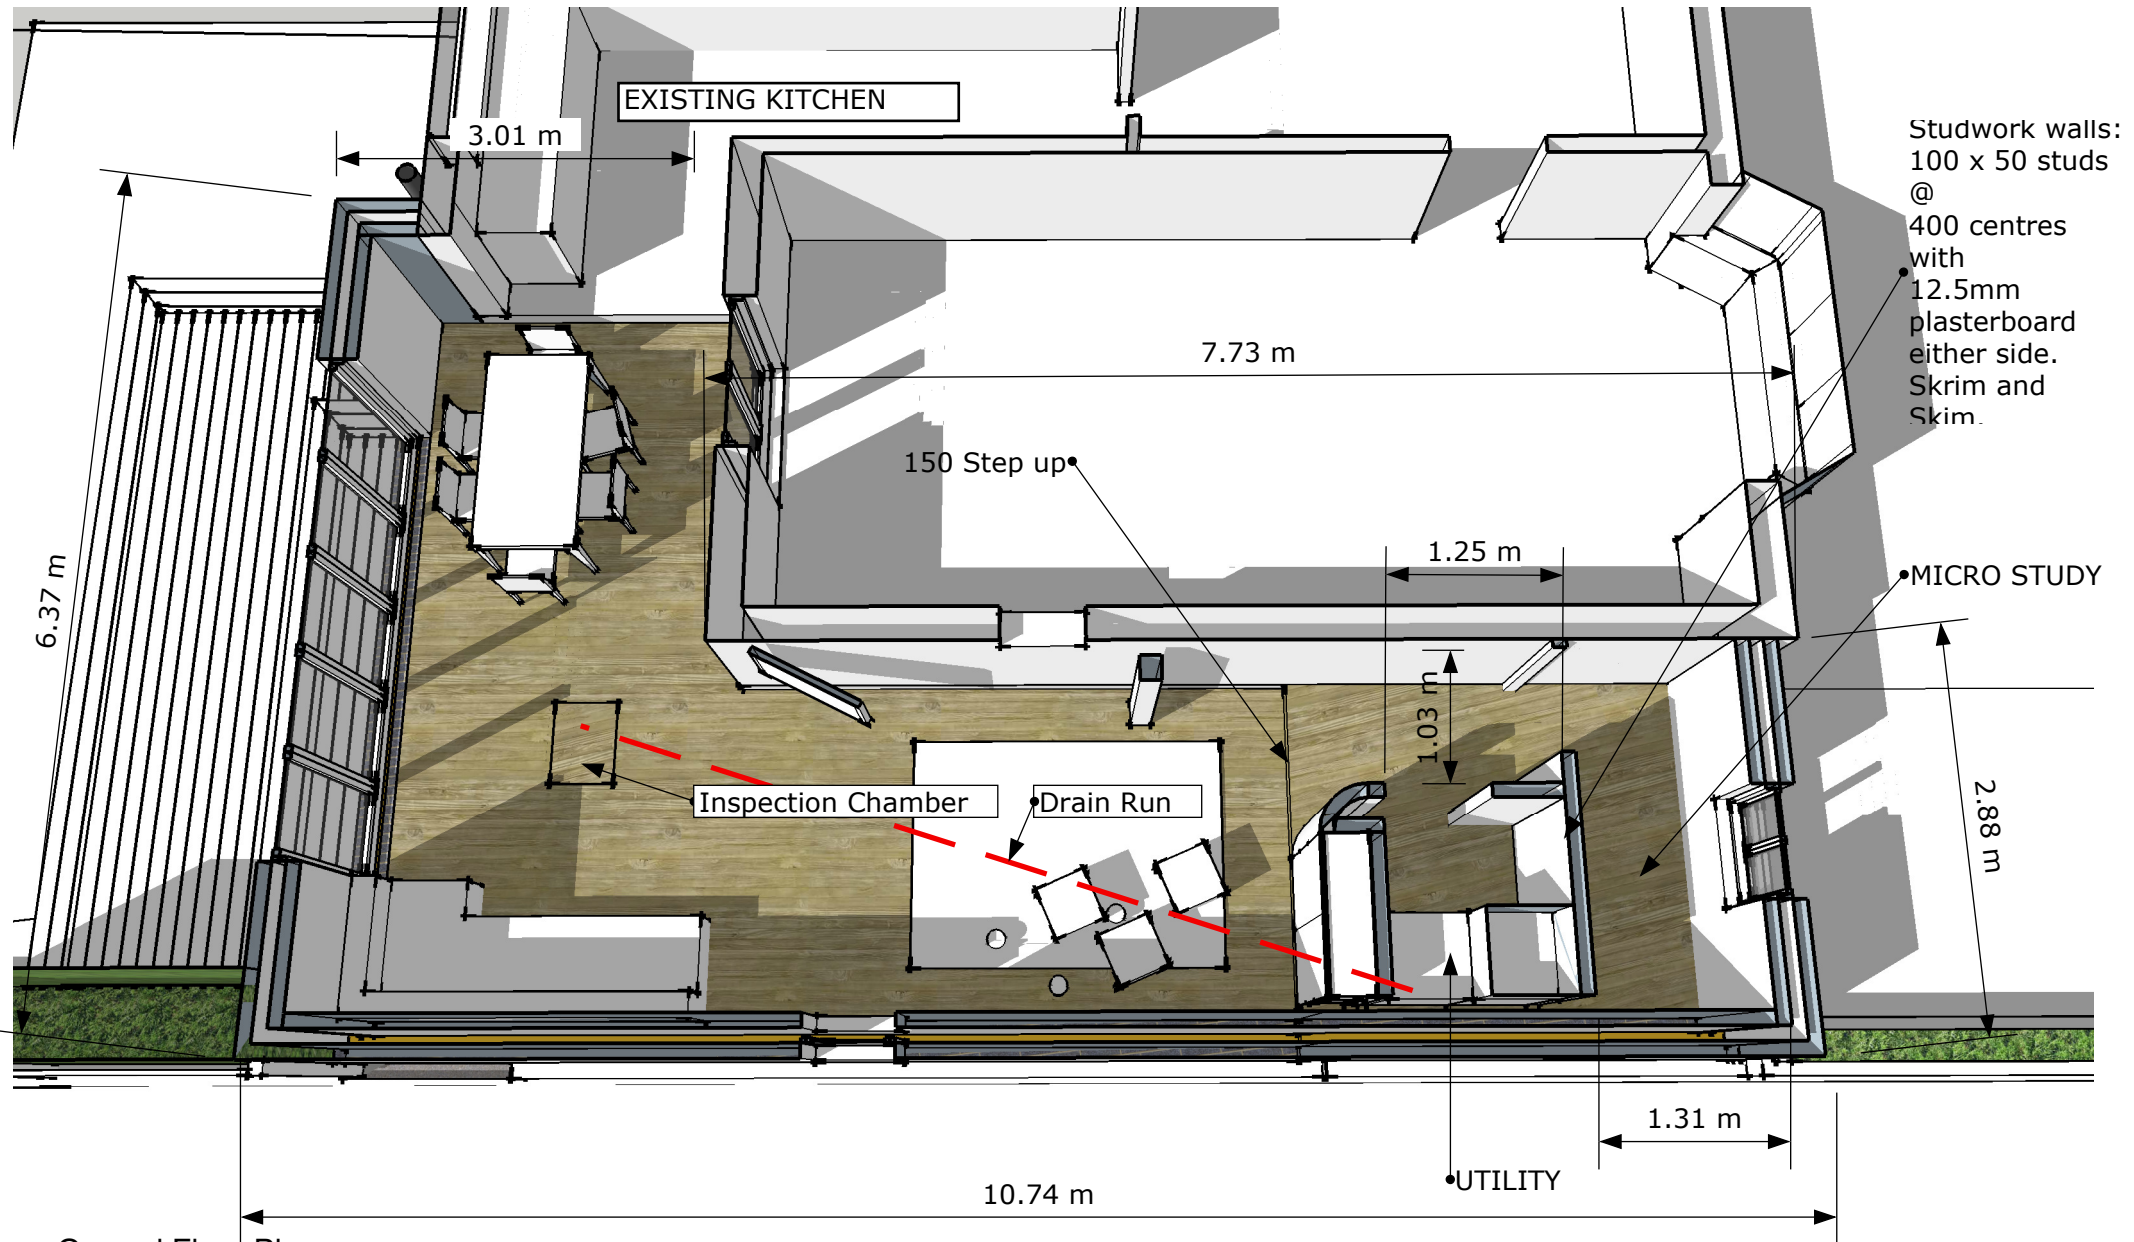 EXISTING KITCHEN
3.01 m
Studwork walls:
100 x 50 studs
@
400 centres
with
12.5mm
plasterboard
either side.
Skrim and
Skim.
7.73 m
150 Step up
1.25 m
MICRO STUDY
6.37 m
1.03 m
Inspection Chamber
Drain Run
2.88 m
1.31 m
UTILITY
10.74 m